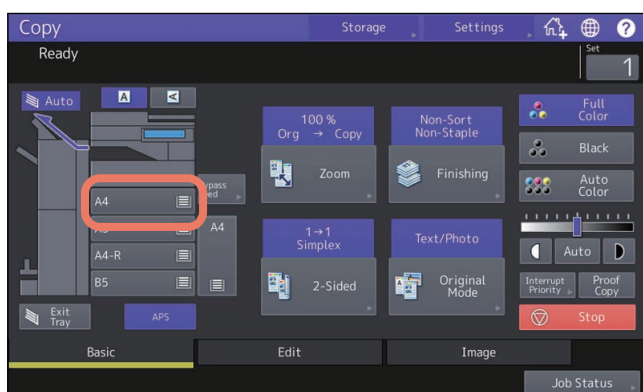 Copy
Storage
Settings
?
Ready
Set
1
Auto
A
A
100 %
Org → Copy
Zoom
Non-Sort
Non-Staple
Finishing
Full
Color
Black
Auto
Color
A4
A4-R
B5
A4
1→1
Simplex
2-Sided
Text/Photo
Original
Mode
Auto
Interrupt
Priority
Proof
Copy
Exit
Tray
APS
Stop
Basic
Edit
Image
Job Status